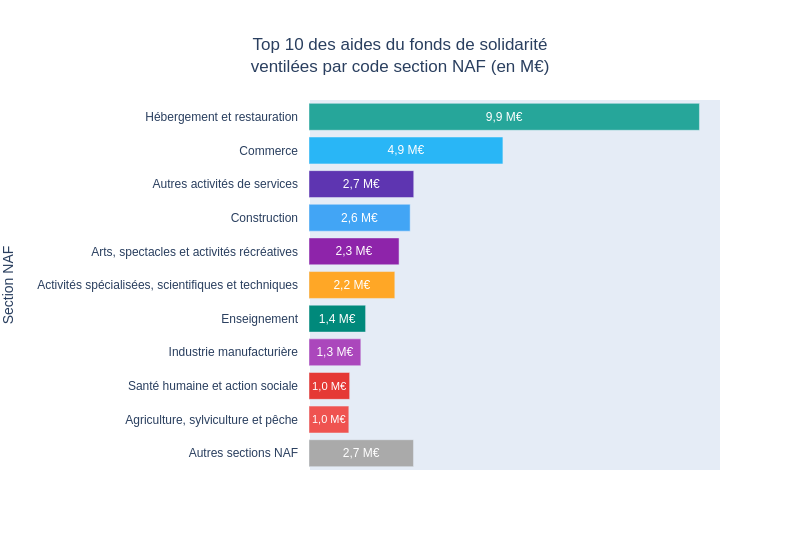 Top 10 des aides du fonds de solidarité
ventilées par code section NAF (en M€)
Section NAF
Hébergement et restauration 9,9 M€
Commerce 4,9 M€
Autres activités de services 2,7 M€
Construction 2,6 M€
Arts, spectacles et activités récréatives 2,3 M€
Activités spécialisées, scientifiques et techniques 2,2 M€
Enseignement 1,4 M€
Industrie manufacturière 1,3 M€
Santé humaine et action sociale 1,0 M€
Agriculture, sylviculture et pêche 1,0 M€
Autres sections NAF 2,7 M€